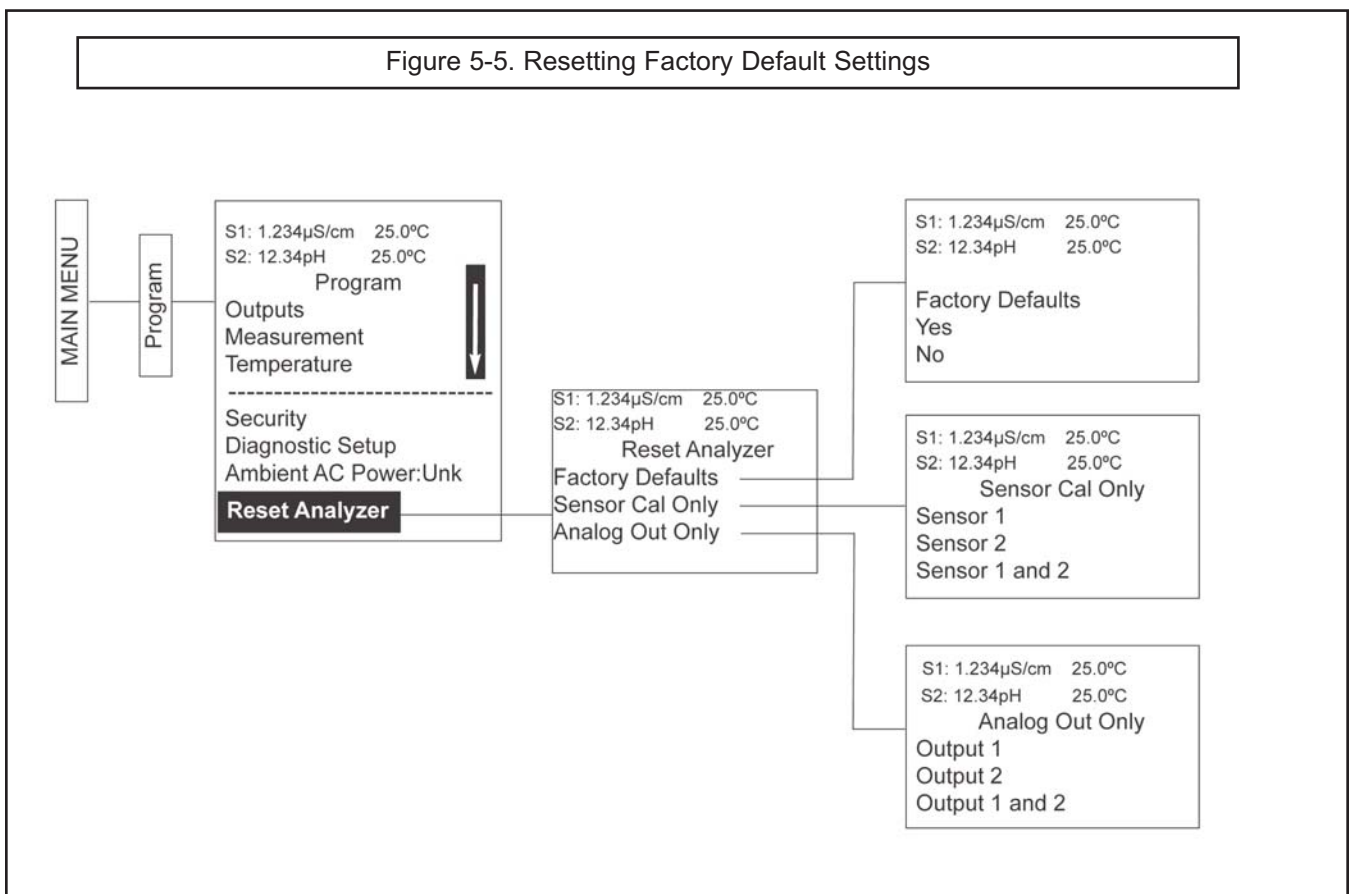 Figure 5-5. Resetting Factory Default Settings
MAIN MENU
Program
S1: 1.234µS/cm 25.0ºC
S2: 12.34pH 25.0ºC
Program
Outputs
Measurement
Temperature
Security
Diagnostic Setup
Ambient AC Power:Unk
Reset Analyzer
S1: 1.234µS/cm 25.0ºC
S2: 12.34pH 25.0ºC
Reset Analyzer
Factory Defaults
Sensor Cal Only
Analog Out Only
S1: 1.234µS/cm 25.0ºC
S2: 12.34pH 25.0ºC
Factory Defaults
Yes
No
S1: 1.234µS/cm 25.0ºC
S2: 12.34pH 25.0ºC
Sensor Cal Only
Sensor 1
Sensor 2
Sensor 1 and 2
S1: 1.234µS/cm 25.0ºC
S2: 12.34pH 25.0ºC
Analog Out Only
Output 1
Output 2
Output 1 and 2